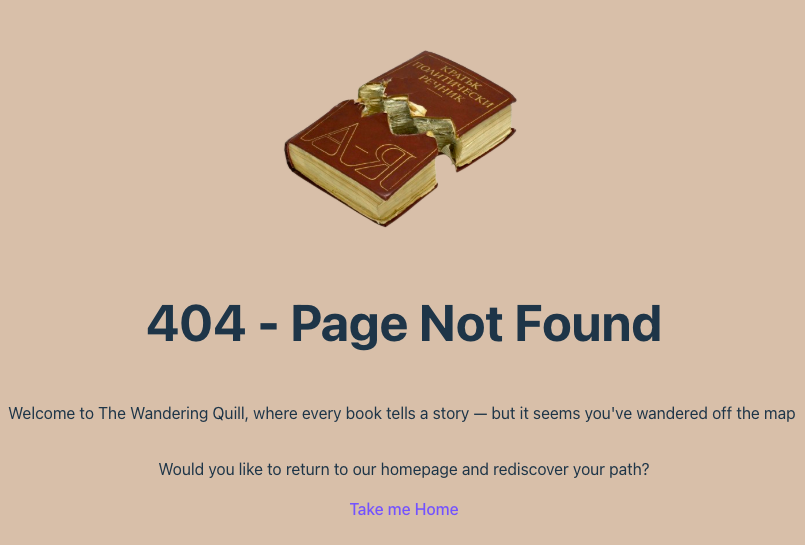 КРАТЪК
ПОЛИТИЧЕСКИ
РЕЧНИК
А-Я
404 - Page Not Found
Welcome to The Wandering Quill, where every book tells a story — but it seems you've wandered off the map
Would you like to return to our homepage and rediscover your path?
Take me Home